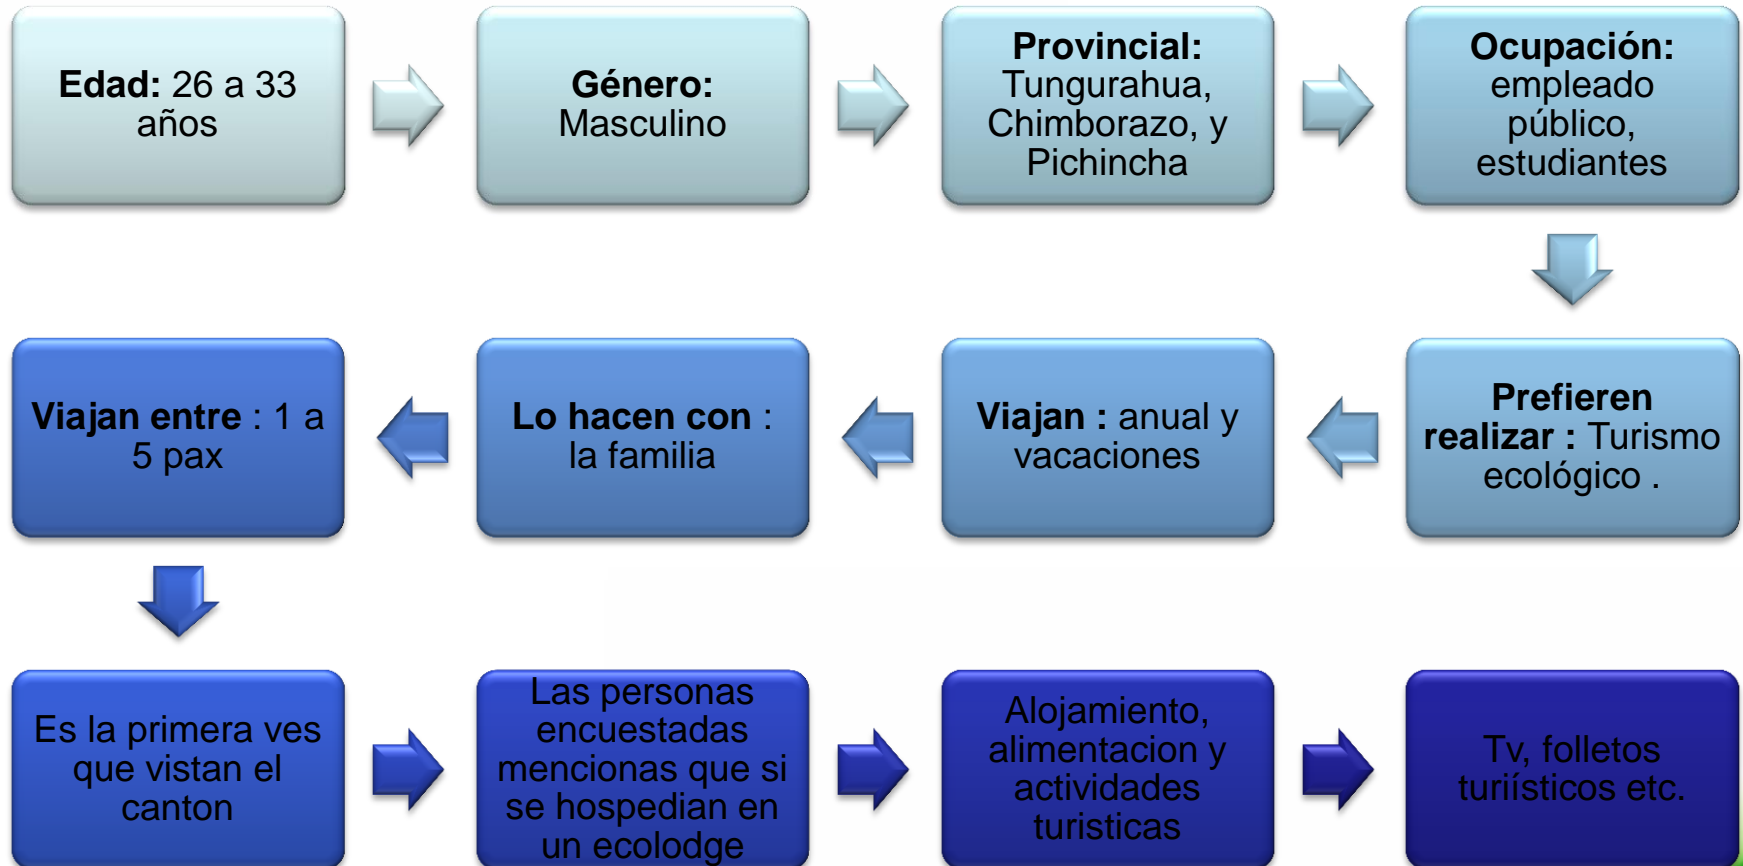 Edad: 26 a 33
años
Género:
Masculino
Provincial:
Tungurahua,
Chimborazo, y
Pichincha
Ocupación:
empleado
público,
estudiantes
Prefieren
realizar : Turismo
ecológico .
Viajan : anual y
vacaciones
Lo hacen con :
la familia
Viajan entre : 1 a
5 pax
Es la primera ves
que vistan el
canton
Las personas
encuestadas
mencionas que si
se hospedian en
un ecolodge
Alojamiento,
alimentacion y
actividades
turisticas
Tv, folletos
turiísticos etc.